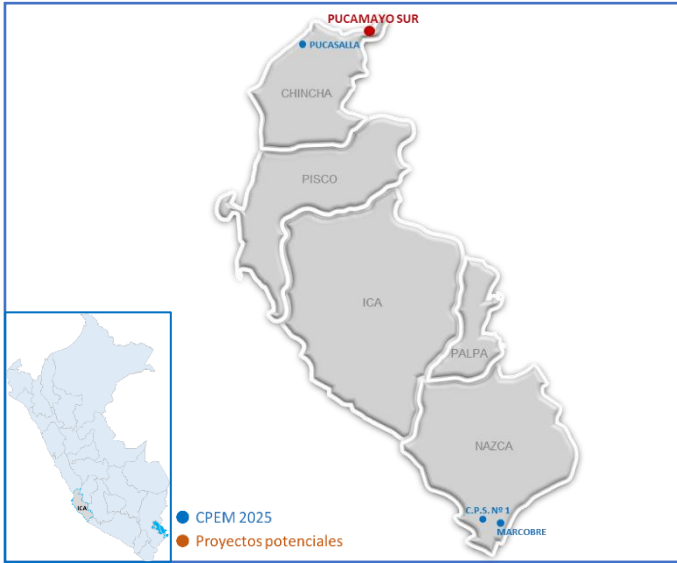 PUCAMAYO SUR
PUCASALLA
CHINCHA
PISCO
ICA
PALPA
NAZCA
C.P.S. Nº 1
MARCOBRE
ICA
CPEM 2025
Proyectos potenciales